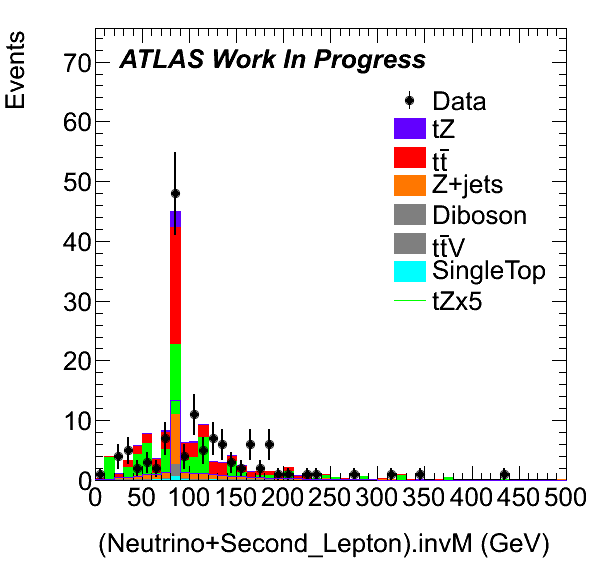 ATLAS Work In Progress
Events
70
60
50
40
30
20
10
0
Data
tZ
tt̄
Z+jets
Diboson
tt̄V
SingleTop
tZx5
0 50 100 150 200 250 300 350 400 450 500
(Neutrino+Second_Lepton).invM (GeV)